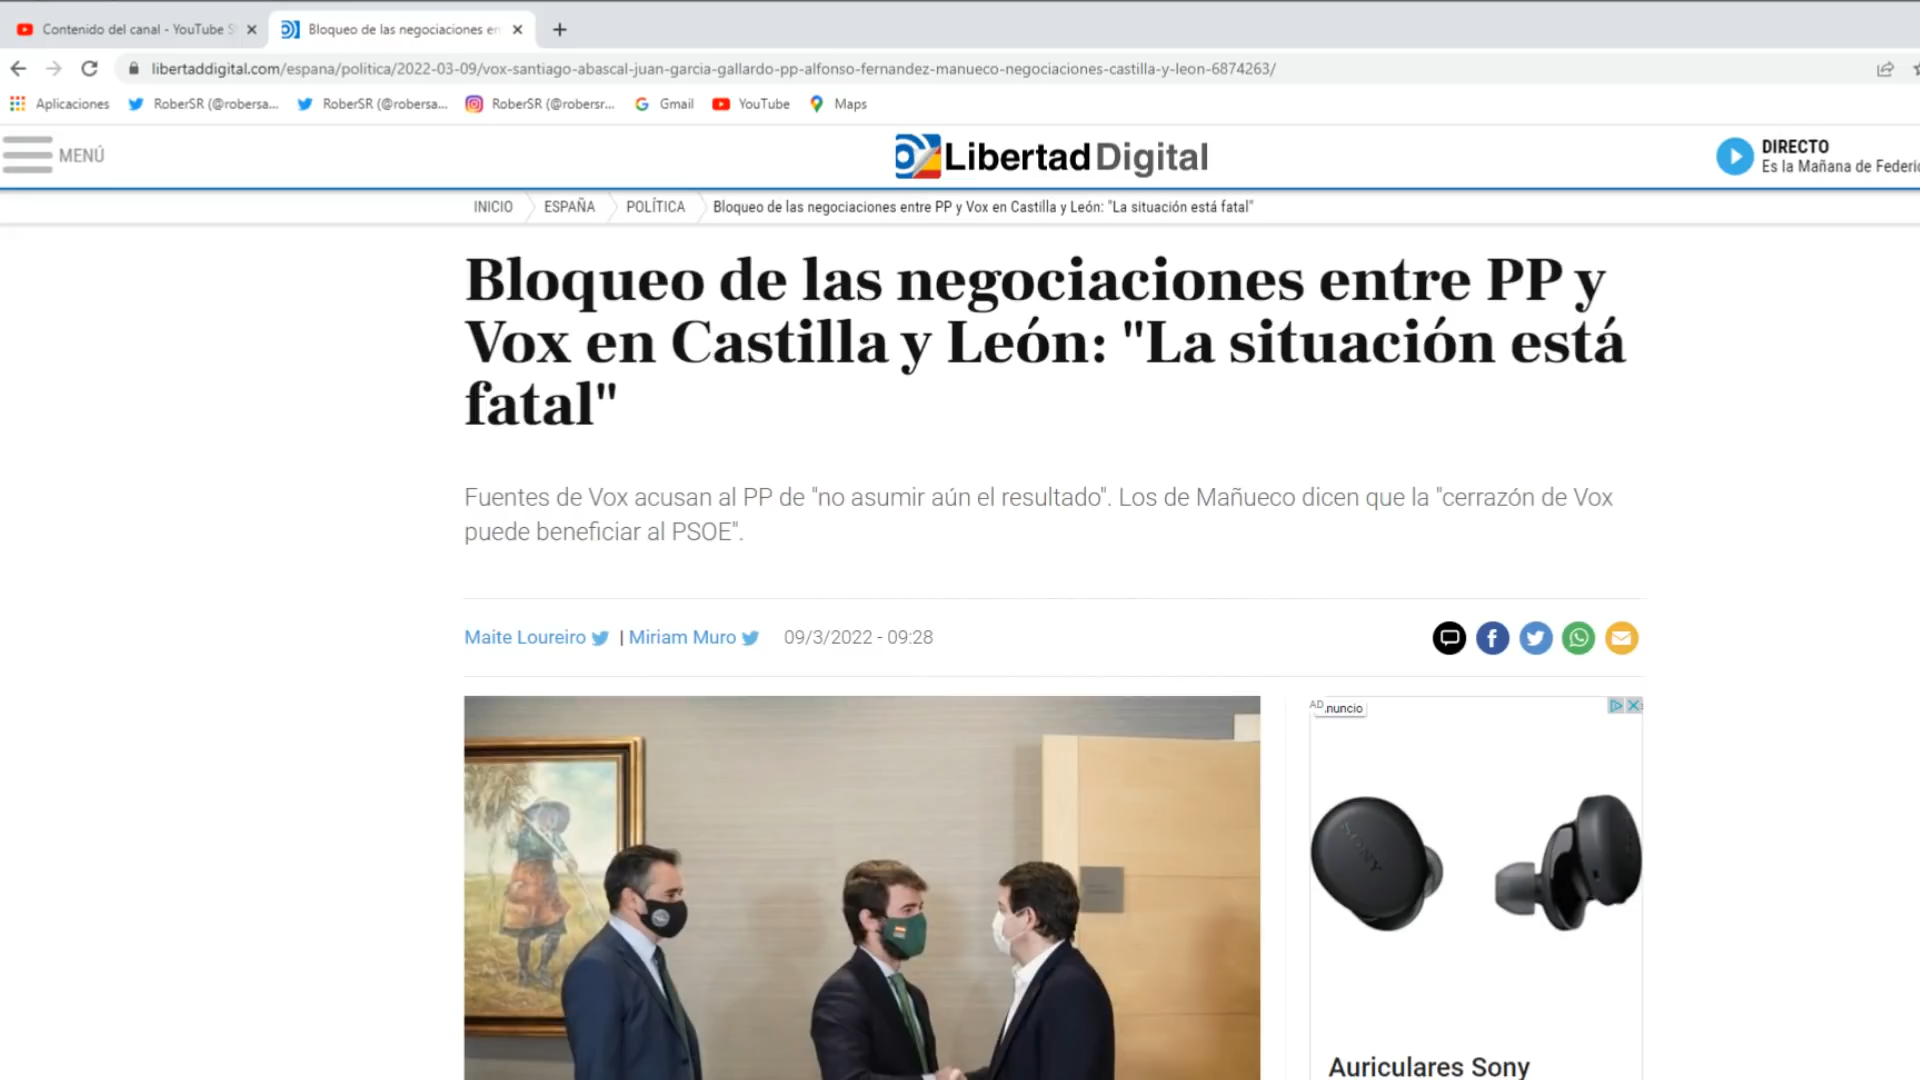 Contenido del canal - YouTube S
Bloqueo de las negociaciones en
libertaddigital.com/espana/politica/2022-03-09/vox-santiago-abascal-juan-garcia-gallardo-pp-alfonso-fernandez-manueco-negociaciones-castilla-y-leon-6874263/
Aplicaciones
RoberSR (@robersa...
RoberSR (@robersa...
RoberSR (@robersr...
Gmail
YouTube
Maps
MENÚ
Libertad Digital
DIRECTO
Es la Mañana de Federic
INICIO
ESPAÑA
POLÍTICA
Bloqueo de las negociaciones entre PP y Vox en Castilla y León: "La situación está fatal"
Bloqueo de las negociaciones entre PP y
Vox en Castilla y León: "La situación está
fatal"
Fuentes de Vox acusan al PP de "no asumir aún el resultado". Los de Mañueco dicen que la "cerrazón de Vox
puede beneficiar al PSOE".
Maite Loureiro | Miriam Muro 09/3/2022 - 09:28
AD
nuncio
SONY
Auriculares Sony